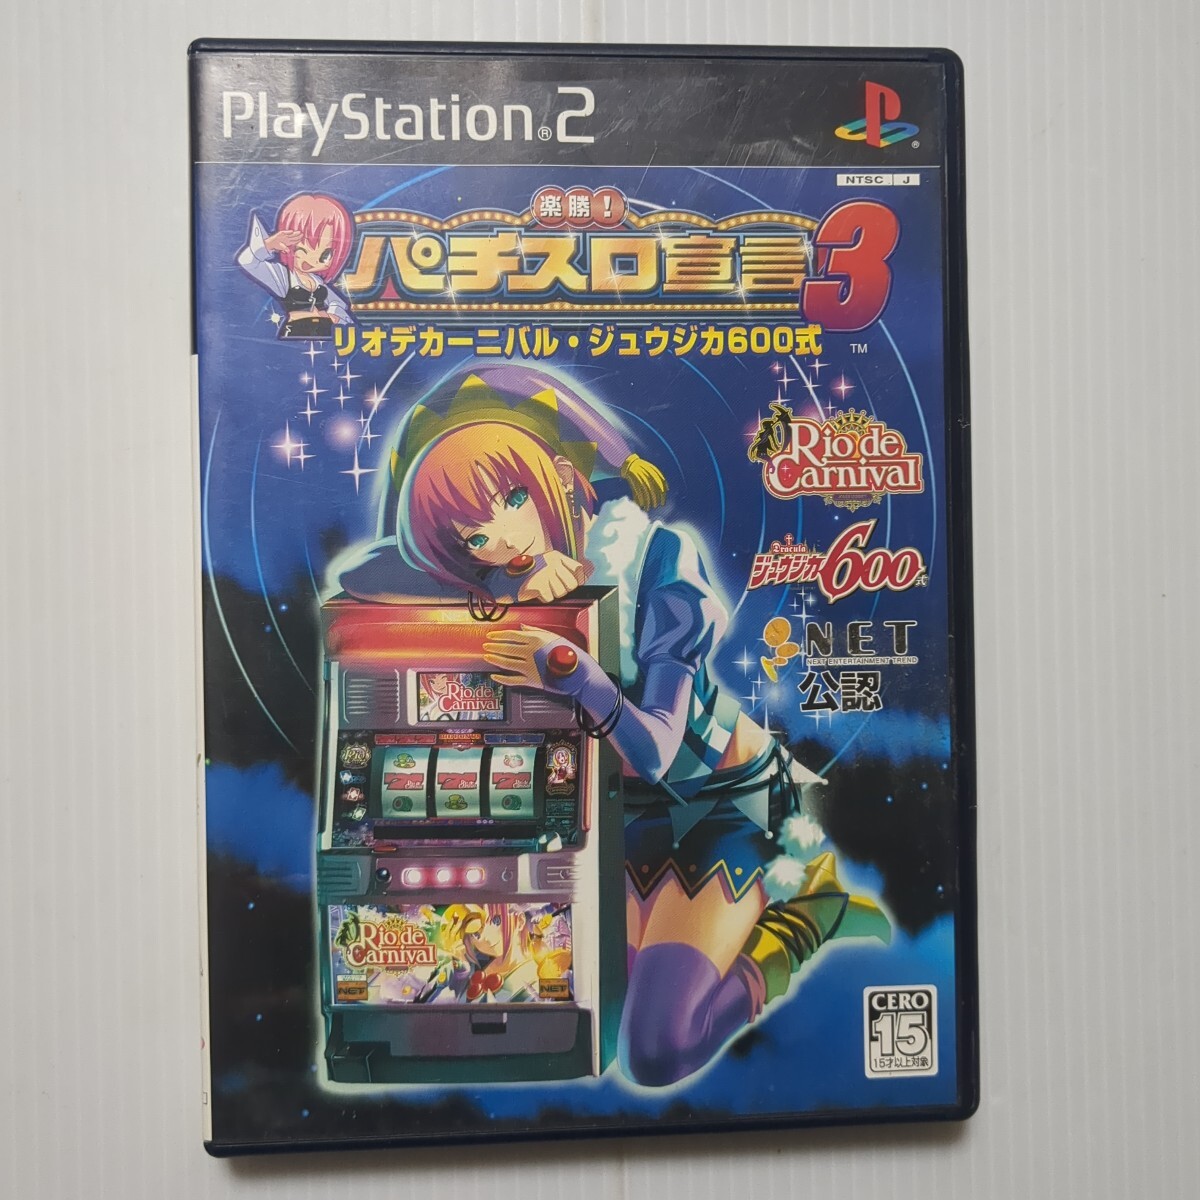 PlayStation®2
NTSC J
楽勝!
パチスロ宣言3
リオデカーニバル・ジュウジカ600式 ™
Rio de
Carnival
Dracula
ジュウジカ600式
NET
NEXT ENTERTAINMENT TREND
公認
Rio de
Carnival
Rio de
Carnival
NET
NET
CERO
15
15才以上対象